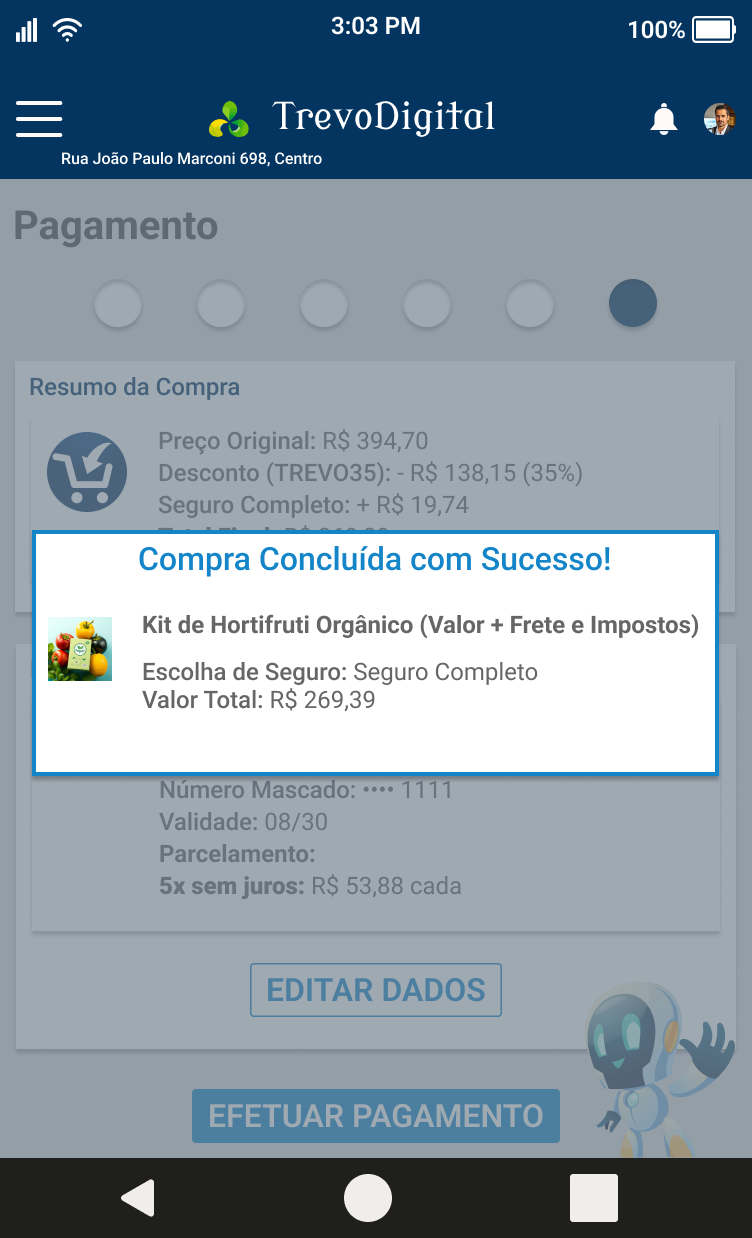 3:03 PM
100%
TrevoDigital
Rua João Paulo Marconi 698, Centro
Pagamento
Resumo da Compra
Preço Original: R$ 394,70
Desconto (TREVO35): - R$ 138,15 (35%)
Seguro Completo: + R$ 19,74
Compra Concluída com Sucesso!
Kit de Hortifruti Orgânico (Valor + Frete e Impostos)
Escolha de Seguro: Seguro Completo
Valor Total: R$ 269,39
Número Mascado: •••• 1111
Validade: 08/30
Parcelamento:
5x sem juros: R$ 53,88 cada
EDITAR DADOS
EFETUAR PAGAMENTO